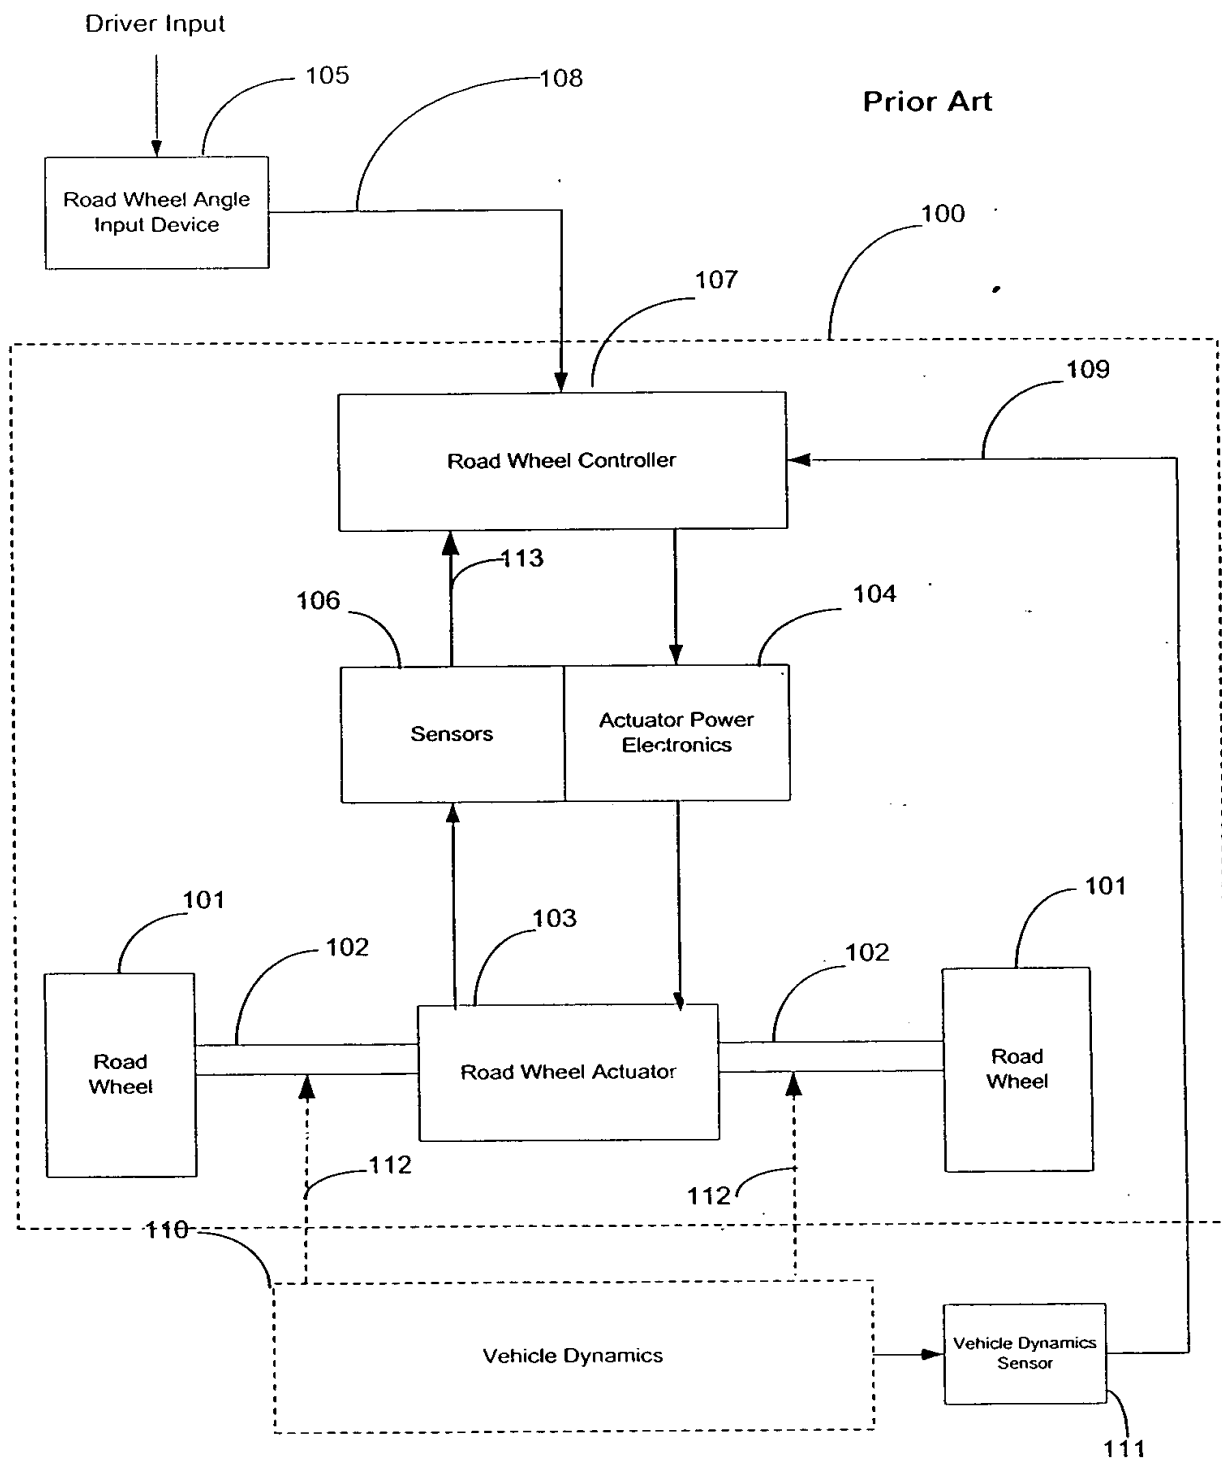 Driver Input
105
108
Prior Art
Road Wheel Angle
Input Device
100
107
109
Road Wheel Controller
113
106
104
Sensors
Actuator Power
Electronics
101
101
103
102
102
Road
Wheel
Road Wheel Actuator
Road
Wheel
112
112
110
Vehicle Dynamics
Vehicle Dynamics
Sensor
111